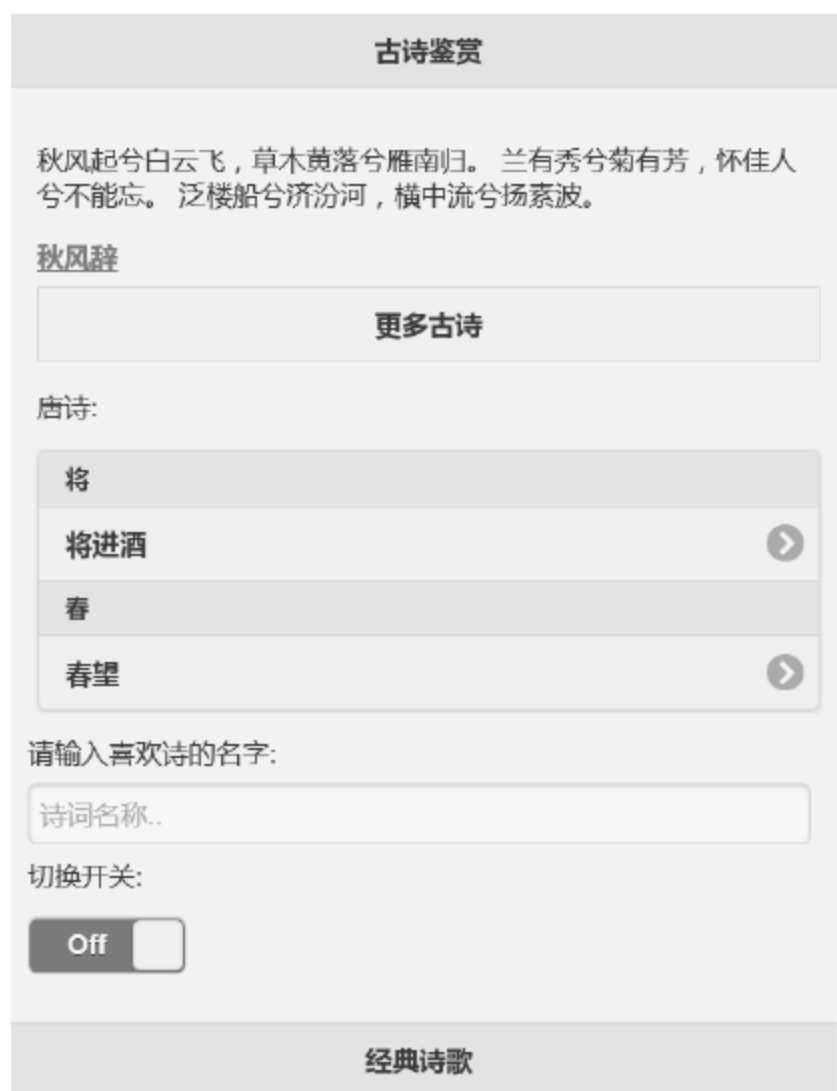 古诗鉴赏
秋风起兮白云飞，草木黄落兮雁南归。 兰有秀兮菊有芳，怀佳人
兮不能忘。 泛楼船兮济汾河，横中流兮扬素波。
秋风辞
更多古诗
唐诗:
将
将进酒
春
春望
请输入喜欢诗的名字:
诗词名称..
切换开关:
Off
经典诗歌